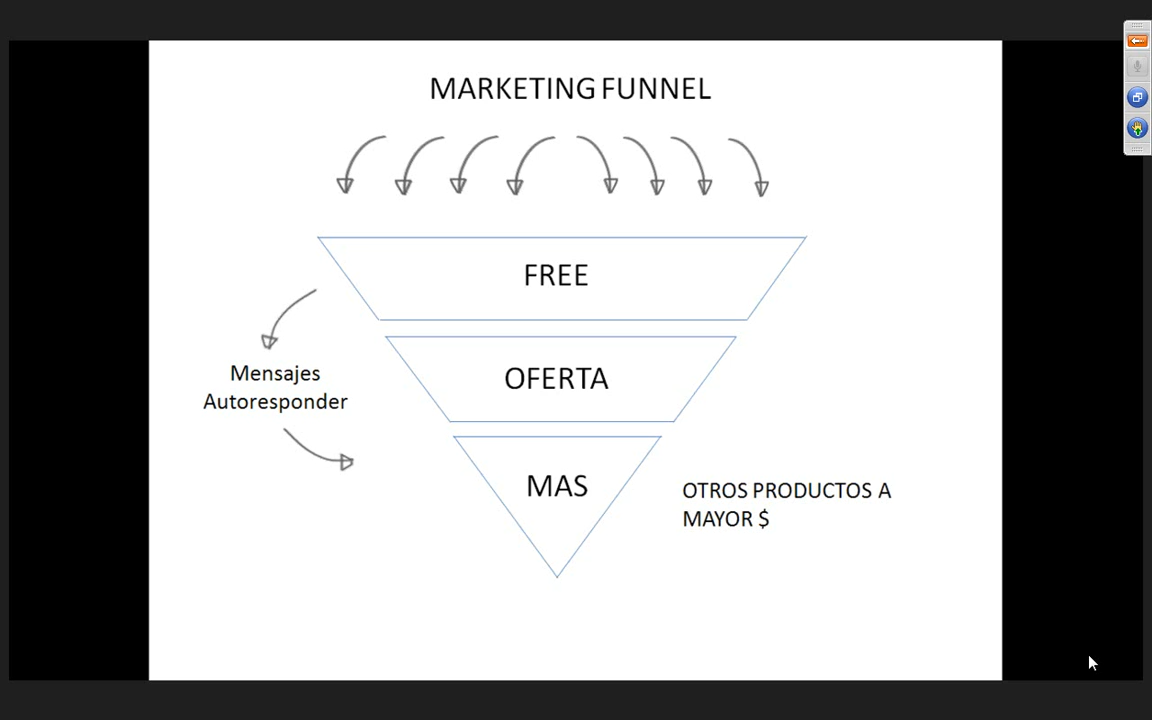 MARKETING FUNNEL
FREE
Mensajes
Autoresponder
OFERTA
MAS
OTROS PRODUCTOS A
MAYOR $